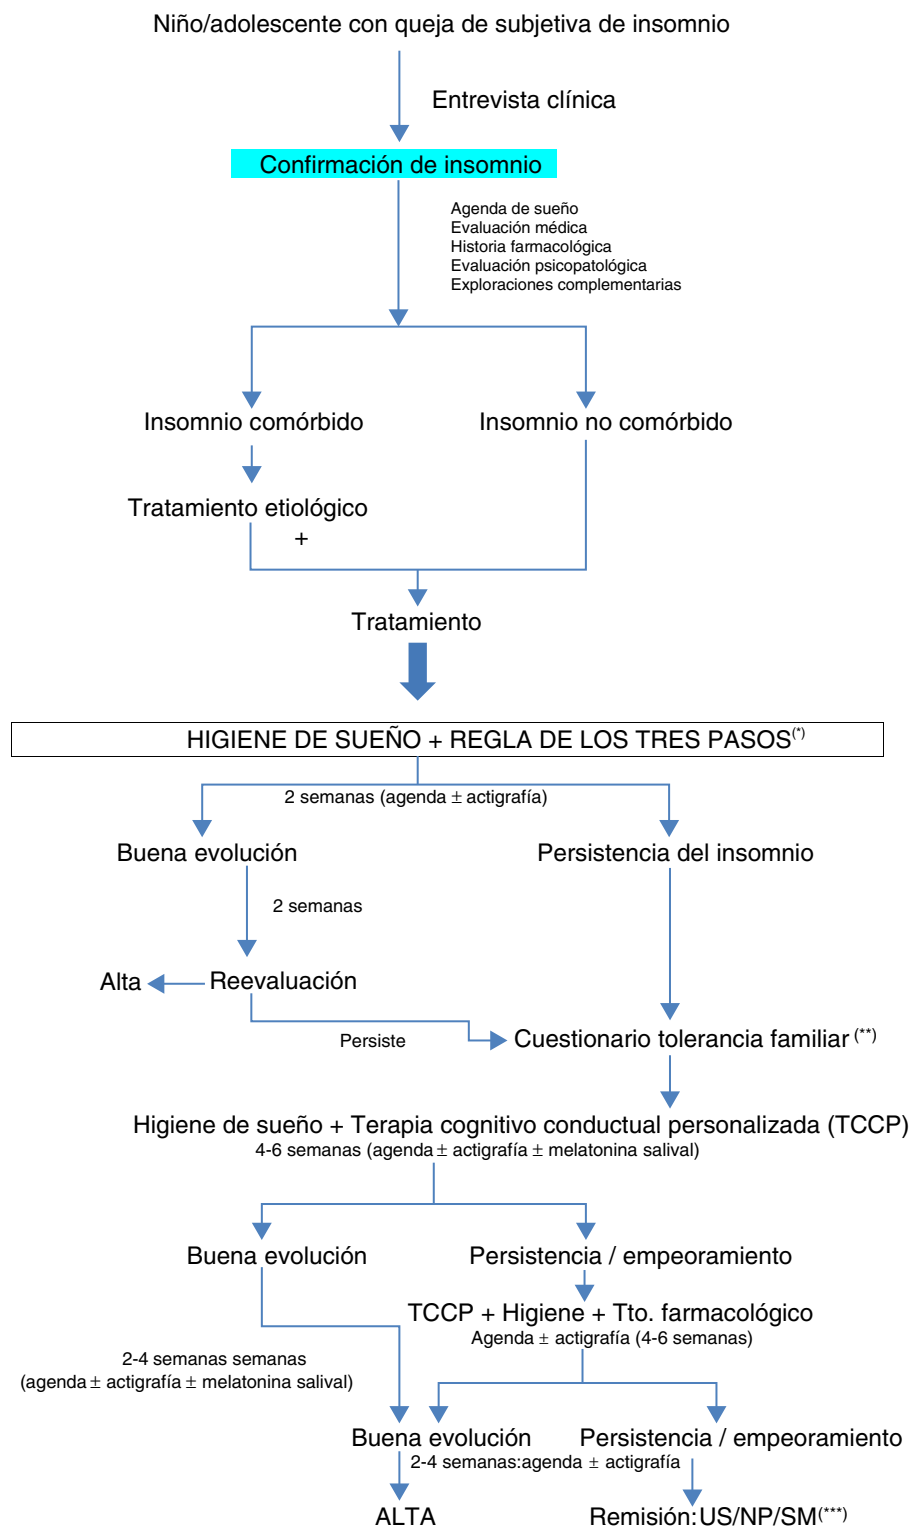 Niño/adolescente con queja de subjetiva de insomnio
Entrevista clínica
Confirmación de insomnio
Agenda de sueño
Evaluación médica
Historia farmacológica
Evaluación psicopatológica
Exploraciones complementarias
Insomnio comórbido
Insomnio no comórbido
Tratamiento etiológico
+
Tratamiento
HIGIENE DE SUEÑO + REGLA DE LOS TRES PASOS(*)
2 semanas (agenda ± actigrafía)
Buena evolución
Persistencia del insomnio
2 semanas
Alta
Reevaluación
Persiste
Cuestionario tolerancia familiar (**)
Higiene de sueño + Terapia cognitivo conductual personalizada (TCCP)
4-6 semanas (agenda ± actigrafía ± melatonina salival)
Buena evolución
Persistencia / empeoramiento
TCCP + Higiene + Tto. farmacológico
Agenda ± actigrafía (4-6 semanas)
2-4 semanas semanas
(agenda ± actigrafía ± melatonina salival)
Buena evolución
Persistencia / empeoramiento
2-4 semanas:agenda ± actigrafía
ALTA
Remisión:US/NP/SM(***)